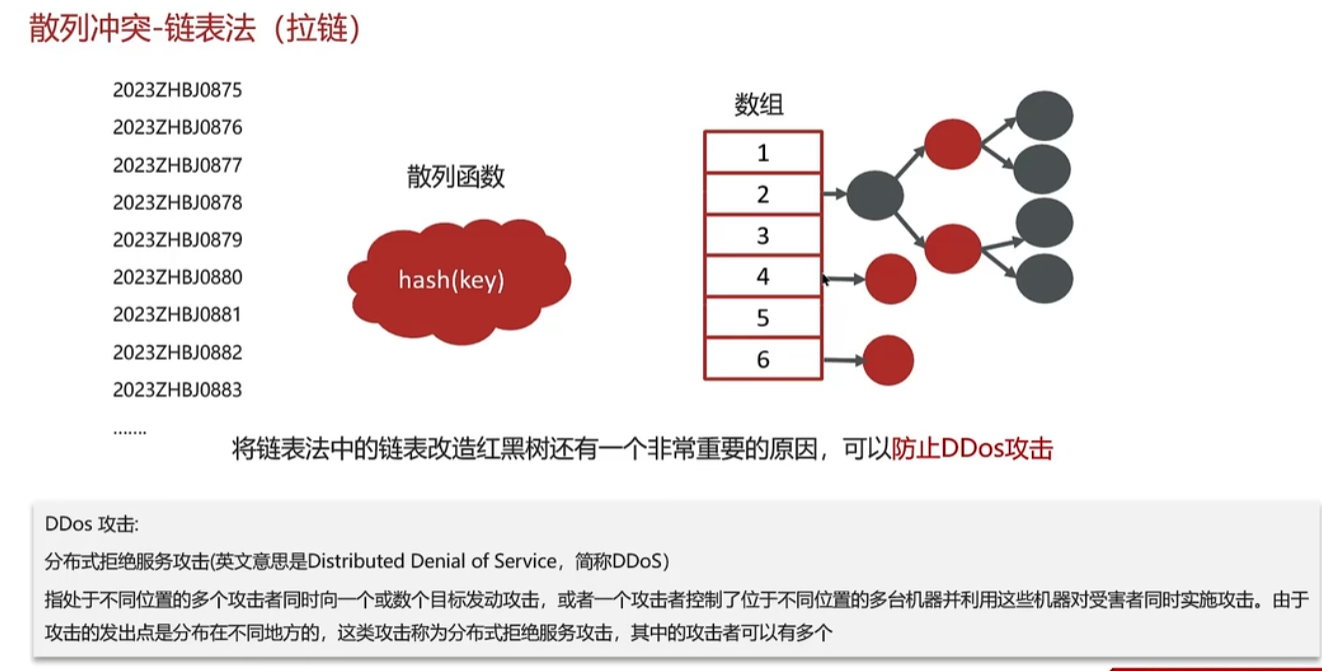 散列冲突-链表法（拉链）
2023ZHBJ0875
2023ZHBJ0876
2023ZHBJ0877
2023ZHBJ0878
2023ZHBJ0879
2023ZHBJ0880
2023ZHBJ0881
2023ZHBJ0882
2023ZHBJ0883
.......
散列函数
hash(key)
数组
1
2
3
4
5
6
将链表法中的链表改造红黑树还有一个非常重要的原因，可以防止DDos攻击
DDos 攻击:
分布式拒绝服务攻击(英文意思是Distributed Denial of Service，简称DDoS)
指处于不同位置的多个攻击者同时向一个或数个目标发动攻击，或者一个攻击者控制了位于不同位置的多台机器并利用这些机器对受害者同时实施攻击。由于
攻击的发出点是分布在不同地方的，这类攻击称为分布式拒绝服务攻击，其中的攻击者可以有多个